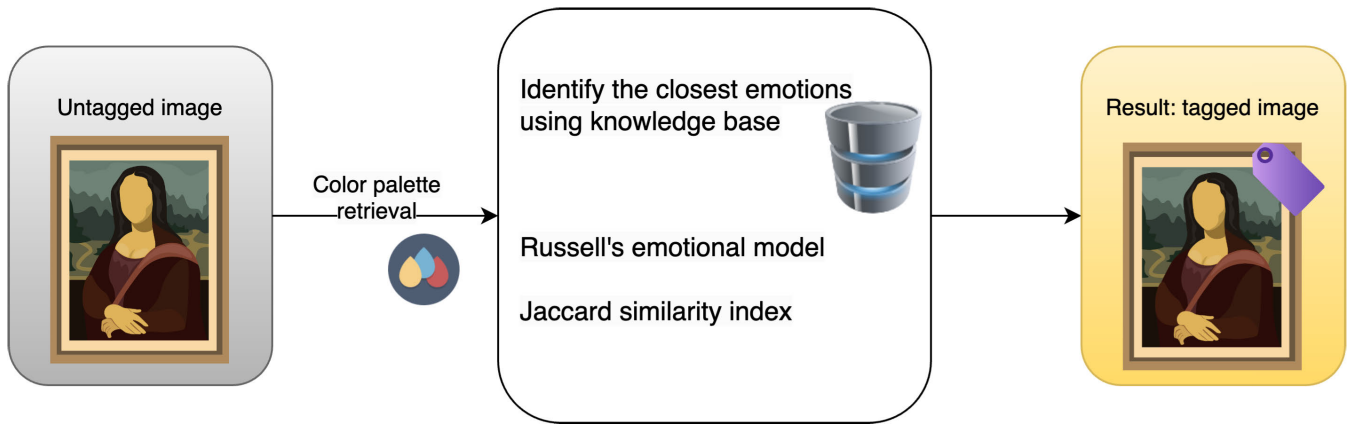 Untagged image
Color palette
retrieval
Identify the closest emotions
using knowledge base
Russell's emotional model
Jaccard similarity index
Result: tagged image